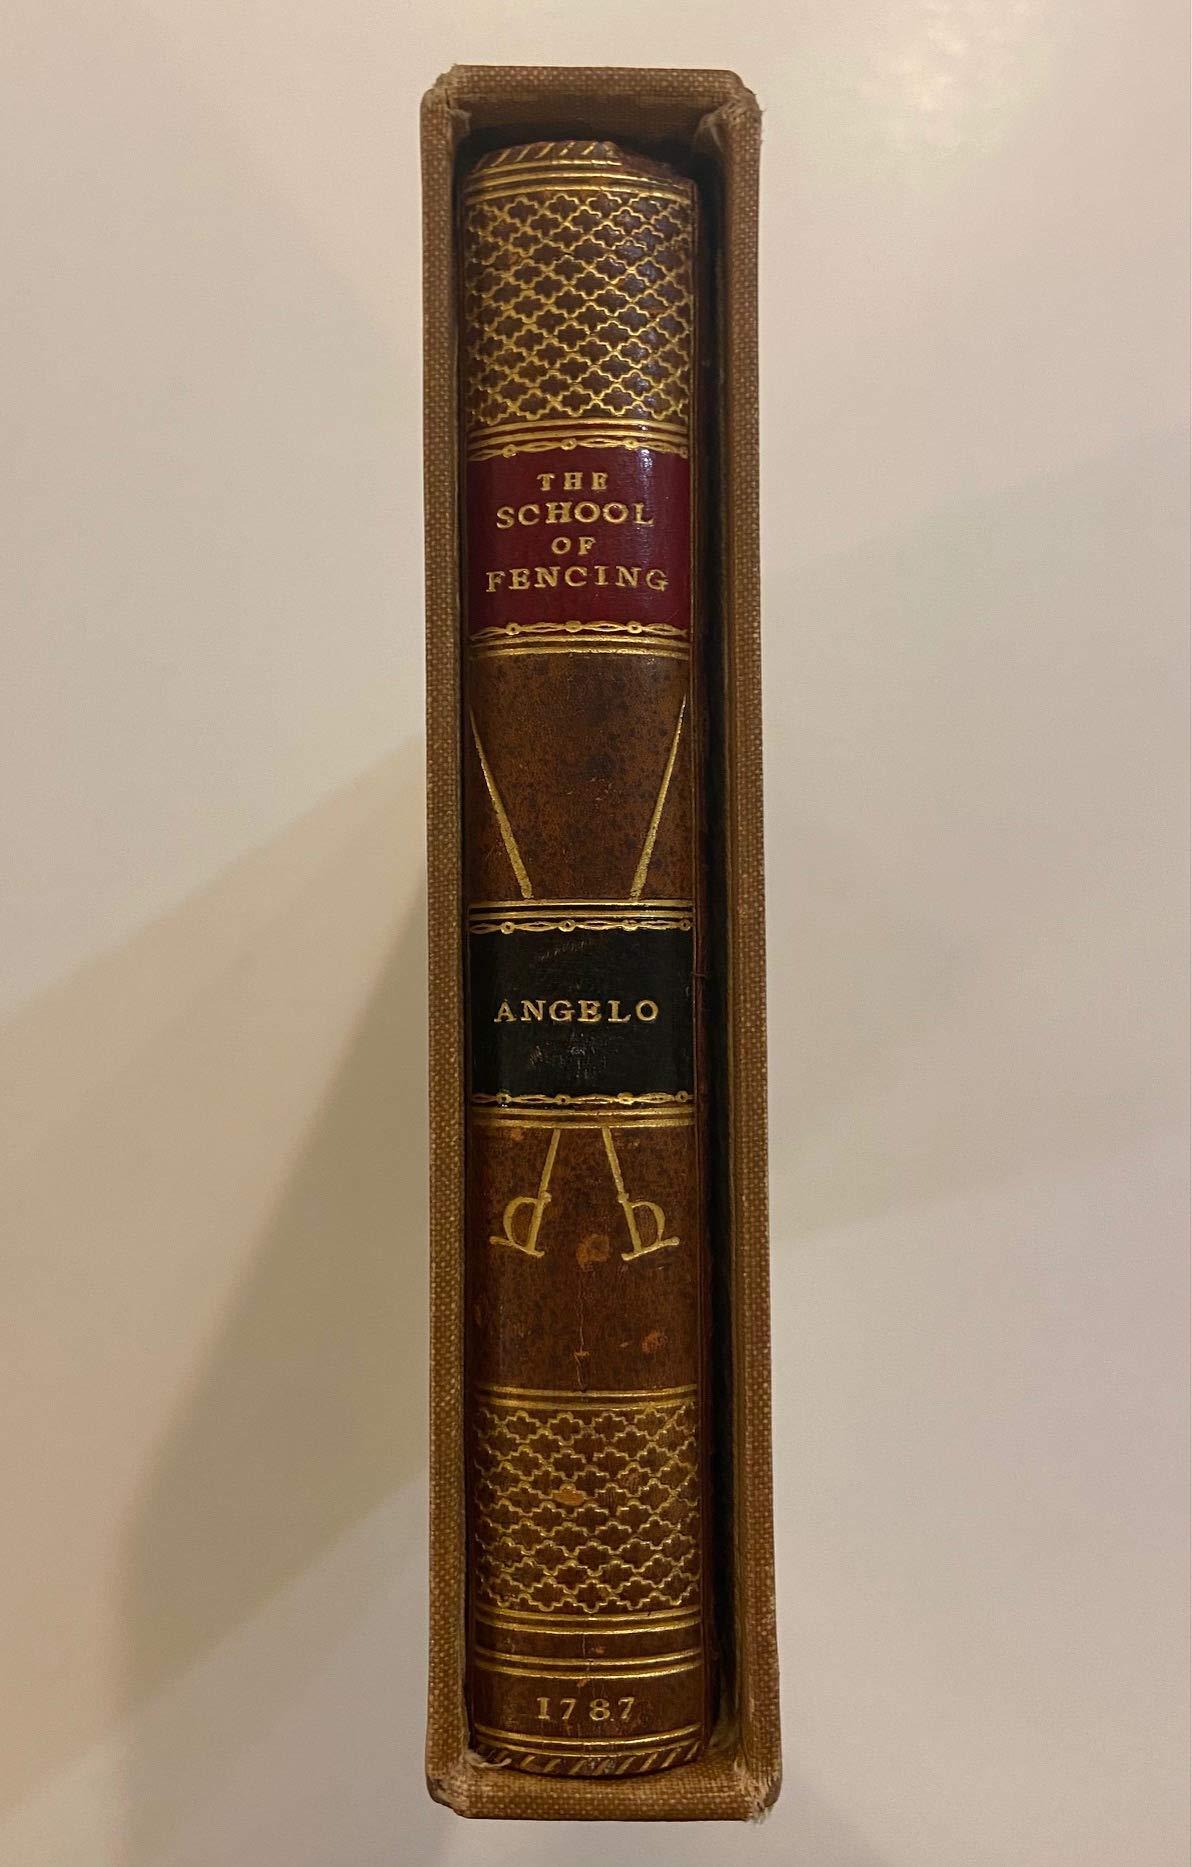 THE
SCHOOL
OF
FENCING
ANGELO
1787